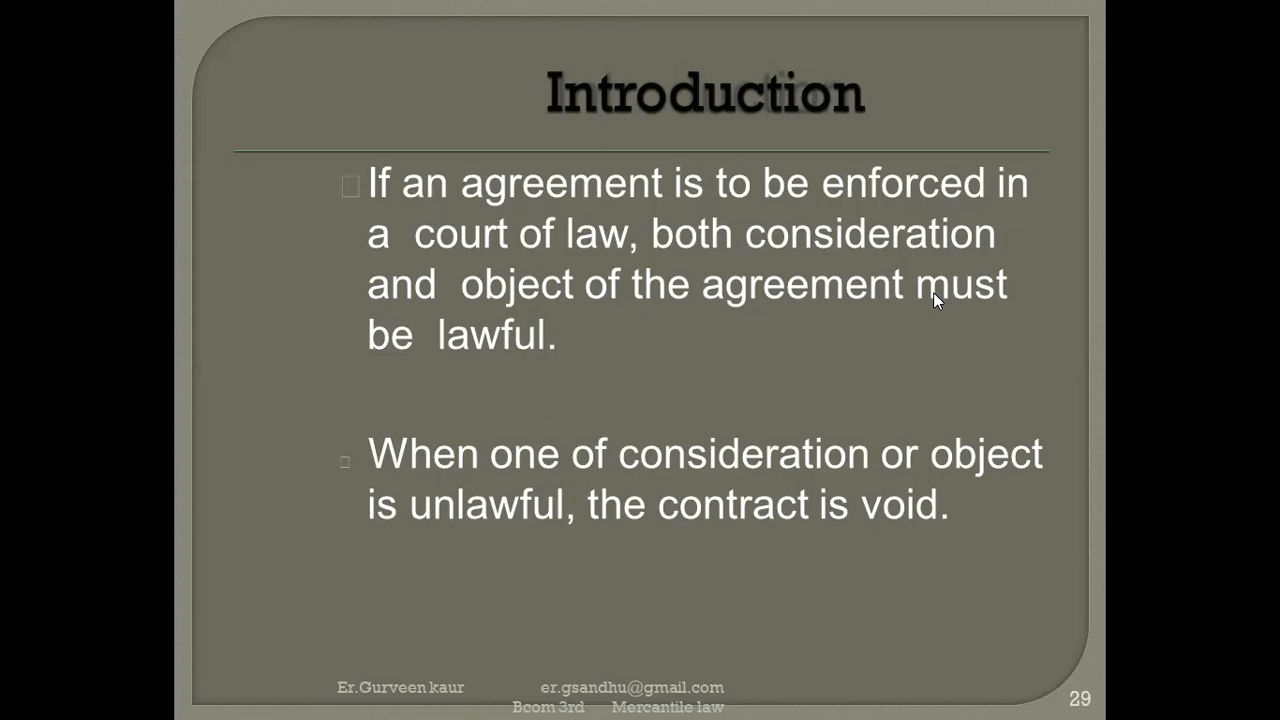 Introduction
If an agreement is to be enforced in
a court of law, both consideration
and object of the agreement must
be lawful.
When one of consideration or object
is unlawful, the contract is void.
Er.Gurveen kaur er.gsandhu@gmail.com
Bcom 3rd Mercantile law
29